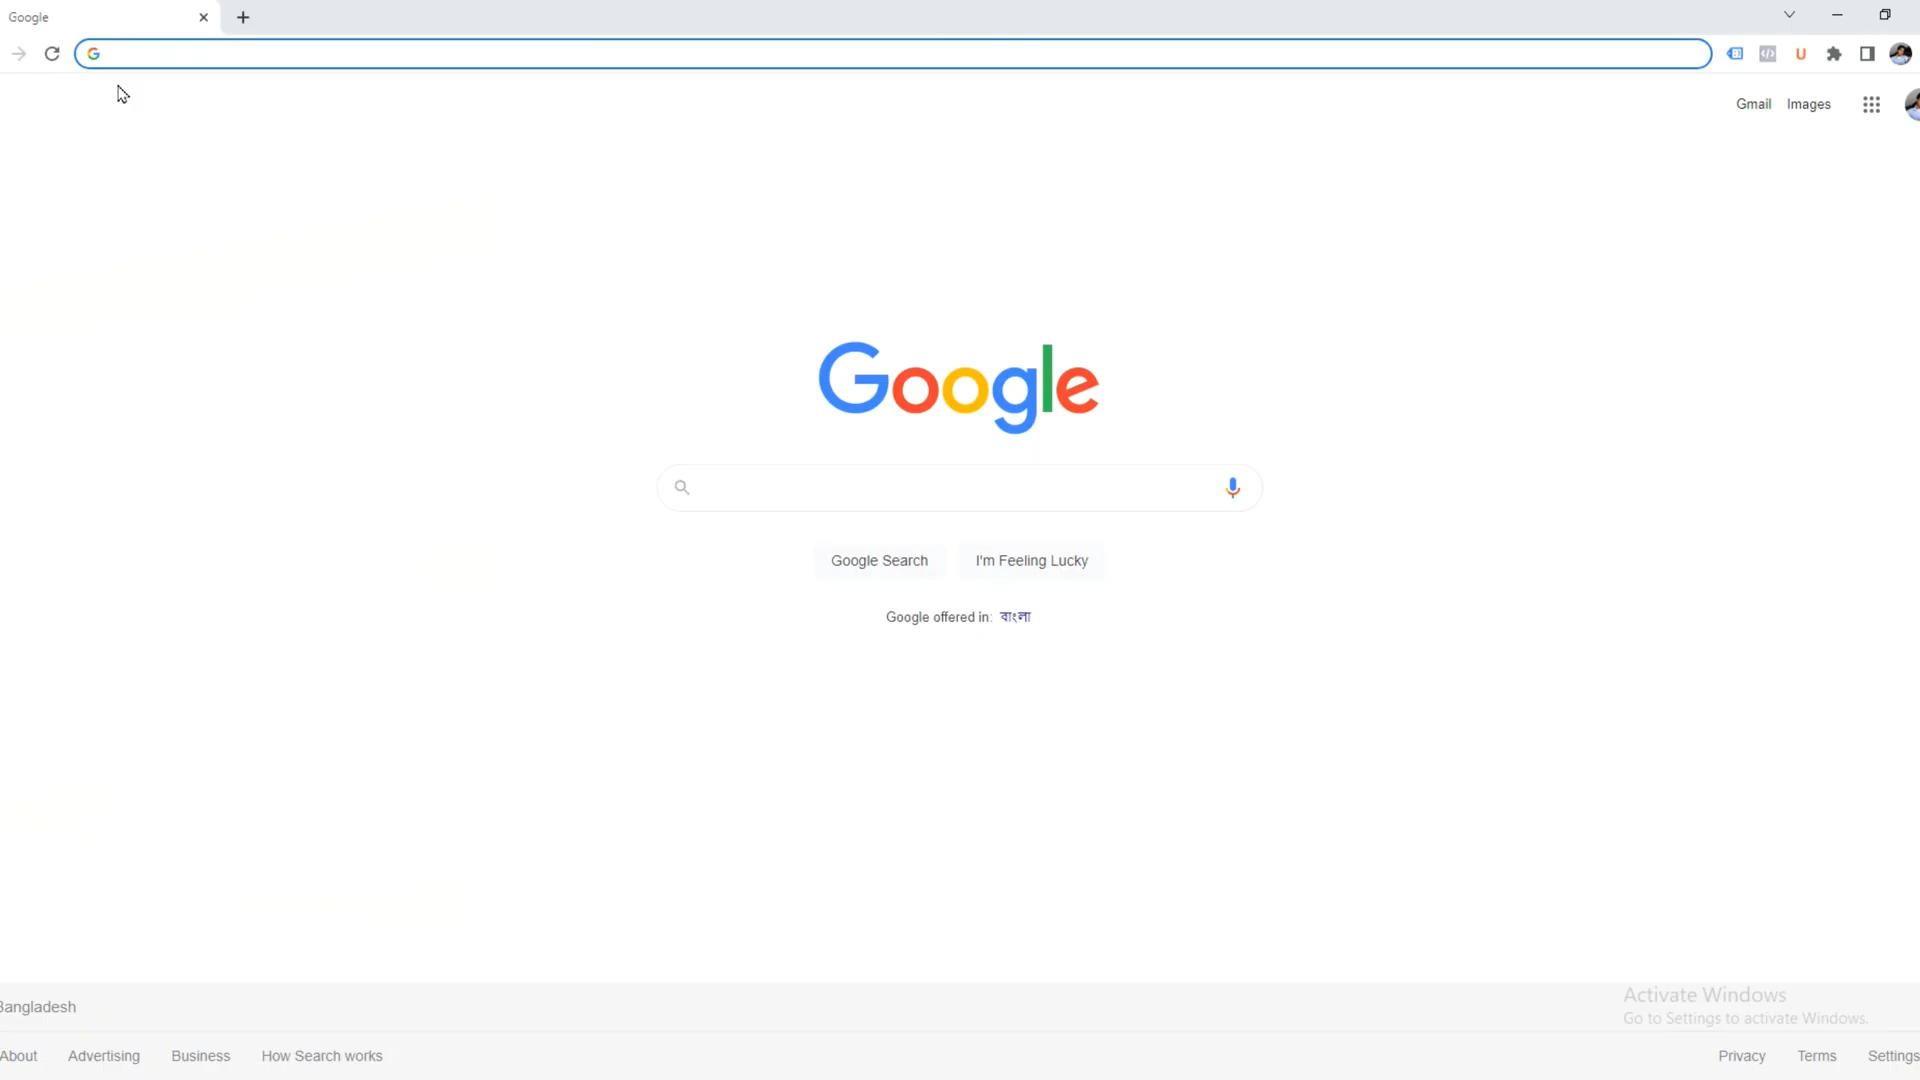 Google
Gmail Images
Google
Google Search I'm Feeling Lucky
Google offered in: বাংলা
Bangladesh
Activate Windows
Go to Settings to activate Windows.
About Advertising Business How Search works Privacy Terms Settings